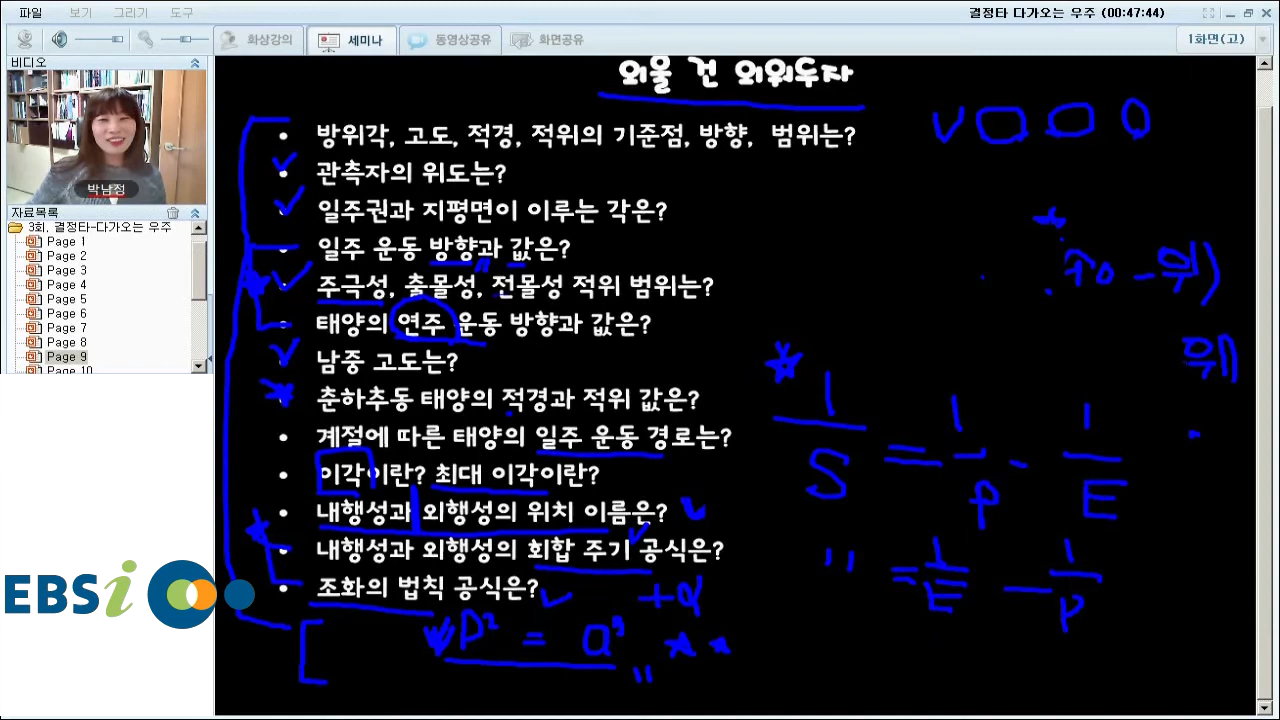 파일 보기 그리기 도구
결정타 다가오는 우주 (00:47:44)
화상강의 세미나 동영상공유 화면공유
1화면(고)
비디오
박남정
자료목록
3회. 결정타-다가오는 우주
Page 1
Page 2
Page 3
Page 4
Page 5
Page 6
Page 7
Page 8
Page 9
Page 10
EBSi
외울 건 외워두자
• 방위각, 고도, 적경, 적위의 기준점, 방향, 범위는?
• 관측자의 위도는?
• 일주권과 지평면이 이루는 각은?
• 일주 운동 방향과 값은?
• 주극성, 출몰성, 전몰성 적위 범위는?
• 태양의 연주 운동 방향과 값은?
• 남중 고도는?
• 춘하추동 태양의 적경과 적위 값은?
• 계절에 따른 태양의 일주 운동 경로는?
• 이각이란? 최대 이각이란?
• 내행성과 외행성의 위치 이름은?
• 내행성과 외행성의 회합 주기 공식은?
• 조화의 법칙 공식은?
+α
P² = a³
90 - 위)
위
1/S = 1/P - 1/E
" = 1/E - 1/P